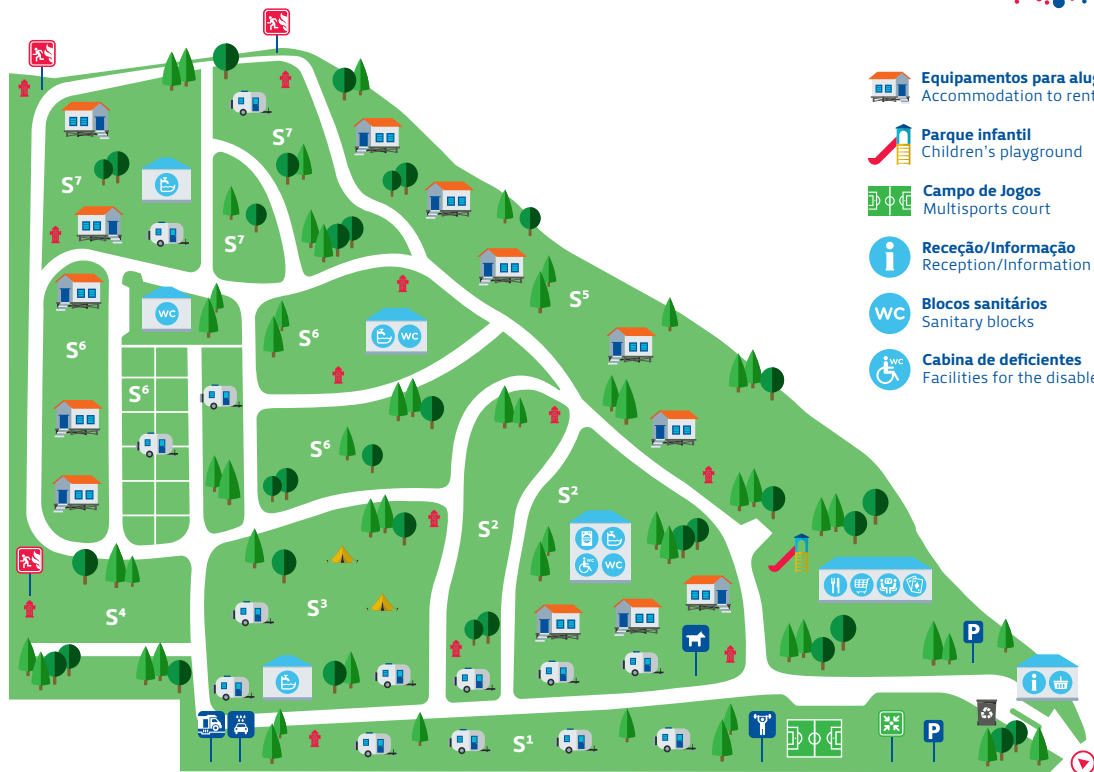 Equipamentos para alug
Accommodation to rent
Parque infantil
Children's playground
Campo de Jogos
Multisports court
Receção/Informação
Reception/Information
WC
Blocos sanitários
Sanitary blocks
WC
Cabina de deficientes
Facilities for the disable
S⁷
S⁷
S⁷
S⁵
WC
S⁶
WC
S⁶
S⁶
S⁶
S²
S²
WC
WC
S³
S⁴
P
P
S¹